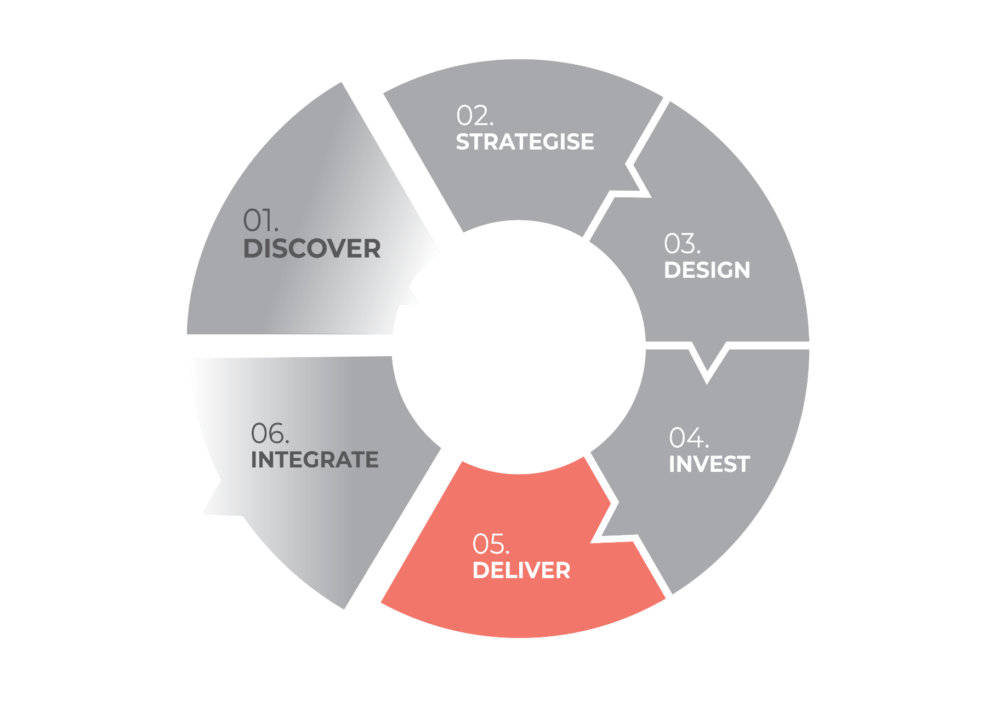 01.
DISCOVER
02.
STRATEGISE
03.
DESIGN
04.
INVEST
05.
DELIVER
06.
INTEGRATE